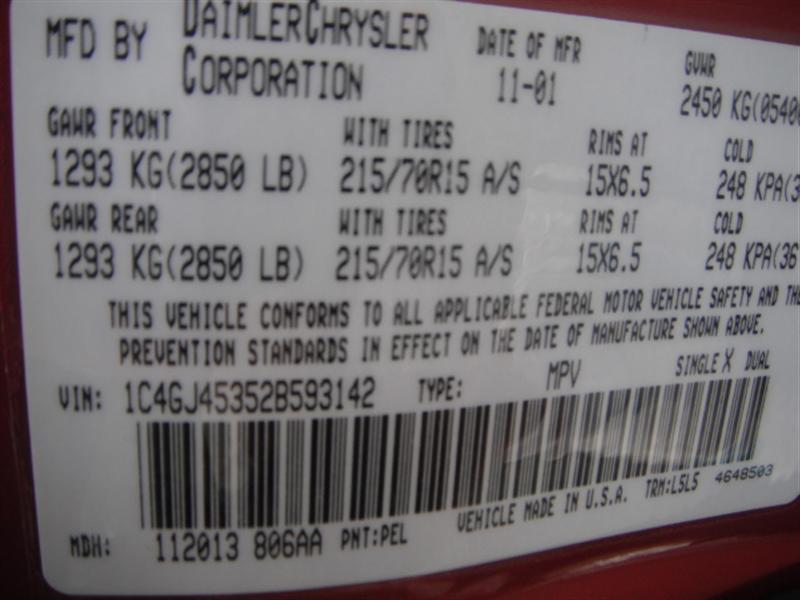 MFD BY DAIMLERCHRYSLER CORPORATION DATE OF MFR 11-01 GVWR 2450 KG(0540
GAWR FRONT WITH TIRES RIMS AT COLD
1293 KG(2850 LB) 215/70R15 A/S 15X6.5 248 KPA(3
GAWR REAR WITH TIRES RIMS AT COLD
1293 KG(2850 LB) 215/70R15 A/S 15X6.5 248 KPA(36
THIS VEHICLE CONFORMS TO ALL APPLICABLE FEDERAL MOTOR VEHICLE SAFETY AND
PREVENTION STANDARDS IN EFFECT ON THE DATE OF MANUFACTURE SHOWN ABOVE.
VIN: 1C4GJ45352B593142 TYPE: MPV SINGLE X DUAL
MDH: 112013 806AA PNT:PEL VEHICLE MADE IN U.S.A. TRM:L5L5 4648503